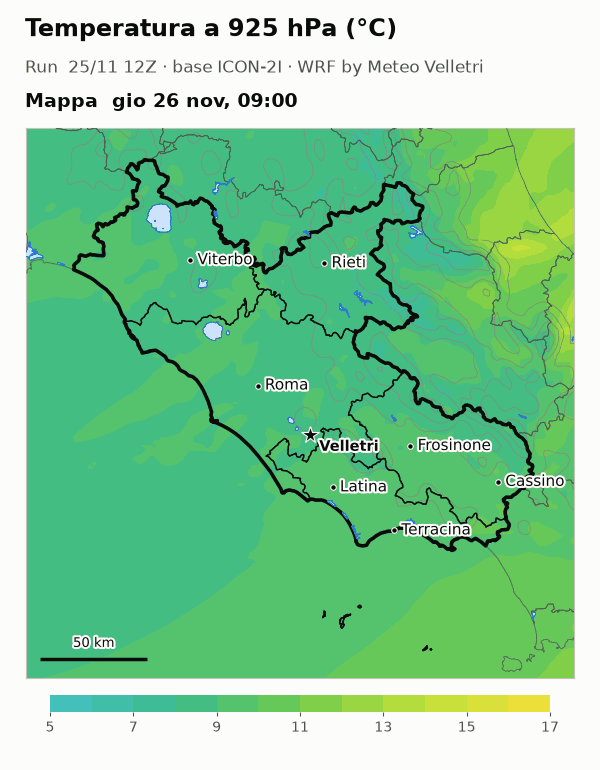 Temperatura a 925 hPa (°C)
Run  25/11 12Z · base ICON-2I · WRF by Meteo Velletri
Mappa  gio 26 nov, 09:00
Viterbo
Rieti
Roma
Velletri
Frosinone
Cassino
Latina
Terracina
50 km
5 7 9 11 13 15 17